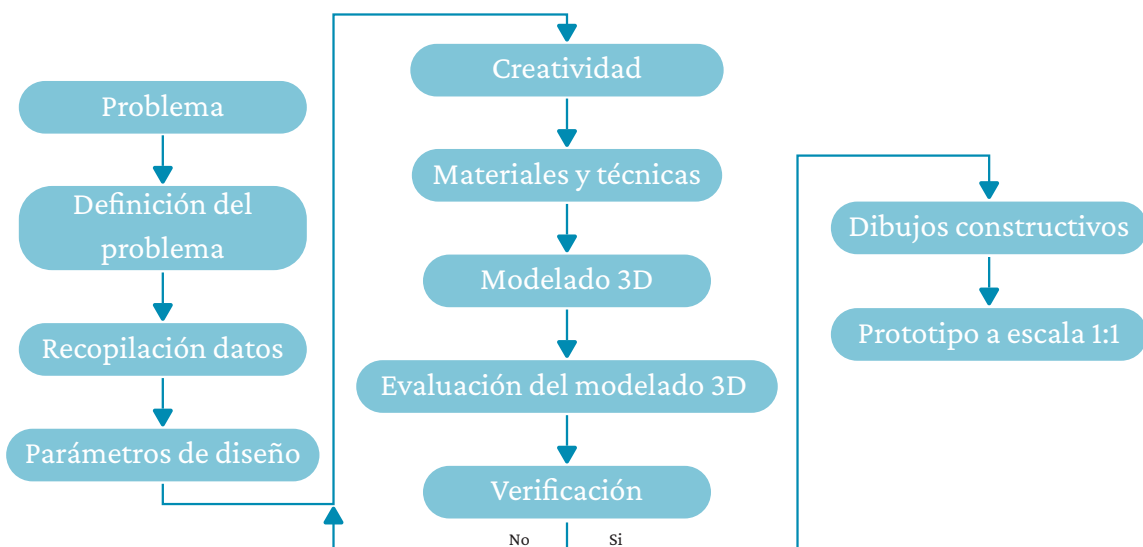 Problema
Definición del
problema
Recopilación datos
Parámetros de diseño
Creatividad
Materiales y técnicas
Modelado 3D
Evaluación del modelado 3D
Verificación
No
Si
Dibujos constructivos
Prototipo a escala 1:1